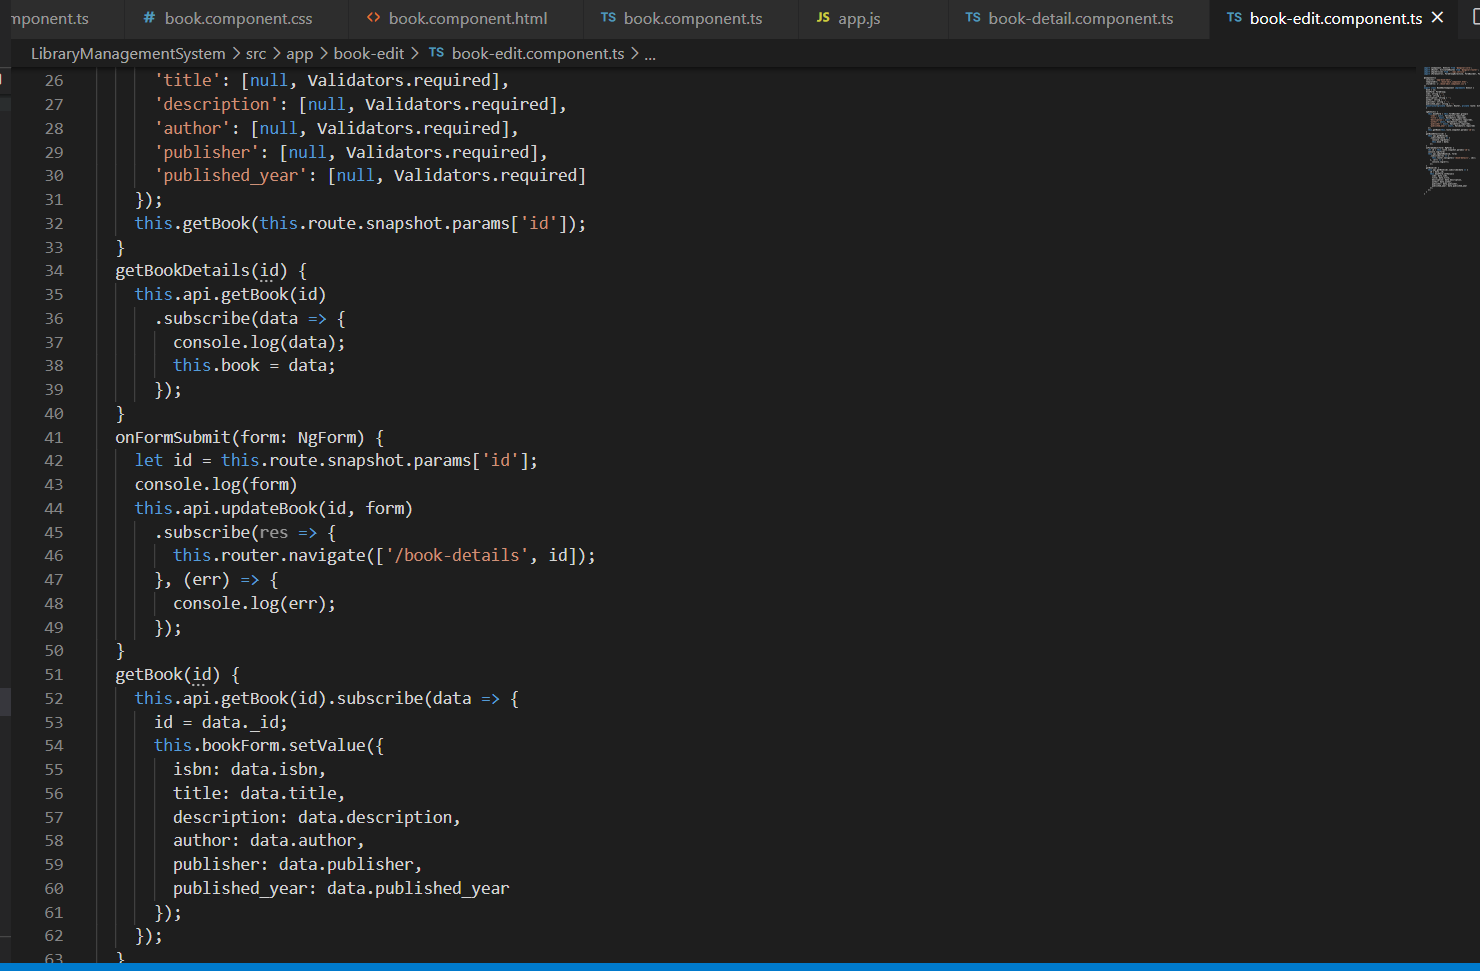 mponent.ts # book.component.css <> book.component.html TS book.component.ts JS app.js TS book-detail.component.ts TS book-edit.component.ts ×
LibraryManagementSystem > src > app > book-edit > TS book-edit.component.ts > ...
26 'title': [null, Validators.required],
27 'description': [null, Validators.required],
28 'author': [null, Validators.required],
29 'publisher': [null, Validators.required],
30 'published_year': [null, Validators.required]
31 });
32 this.getBook(this.route.snapshot.params['id']);
33 }
34 getBookDetails(id) {
35 this.api.getBook(id)
36 .subscribe(data => {
37 console.log(data);
38 this.book = data;
39 });
40 }
41 onFormSubmit(form: NgForm) {
42 let id = this.route.snapshot.params['id'];
43 console.log(form)
44 this.api.updateBook(id, form)
45 .subscribe(res => {
46 this.router.navigate(['/book-details', id]);
47 }, (err) => {
48 console.log(err);
49 });
50 }
51 getBook(id) {
52 this.api.getBook(id).subscribe(data => {
53 id = data._id;
54 this.bookForm.setValue({
55 isbn: data.isbn,
56 title: data.title,
57 description: data.description,
58 author: data.author,
59 publisher: data.publisher,
60 published_year: data.published_year
61 });
62 });
63 }